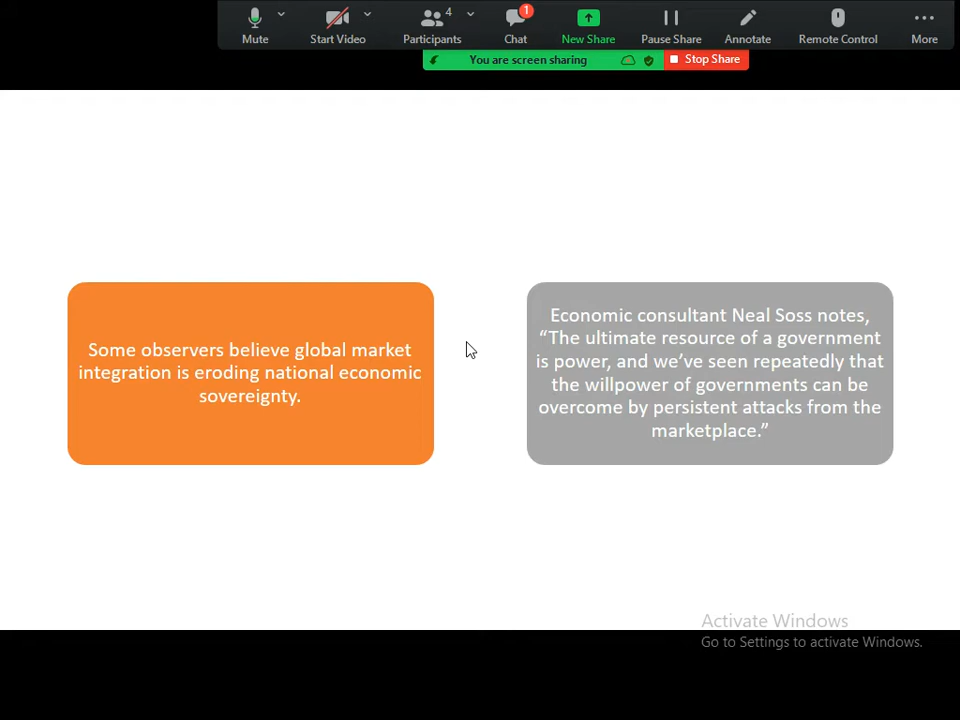 4
1
Mute
Start Video
Participants
Chat
New Share
Pause Share
Annotate
Remote Control
More
You are screen sharing
Stop Share
Some observers believe global market
integration is eroding national economic
sovereignty.
Economic consultant Neal Soss notes,
“The ultimate resource of a government
is power, and we’ve seen repeatedly that
the willpower of governments can be
overcome by persistent attacks from the
marketplace.”
Activate Windows
Go to Settings to activate Windows.